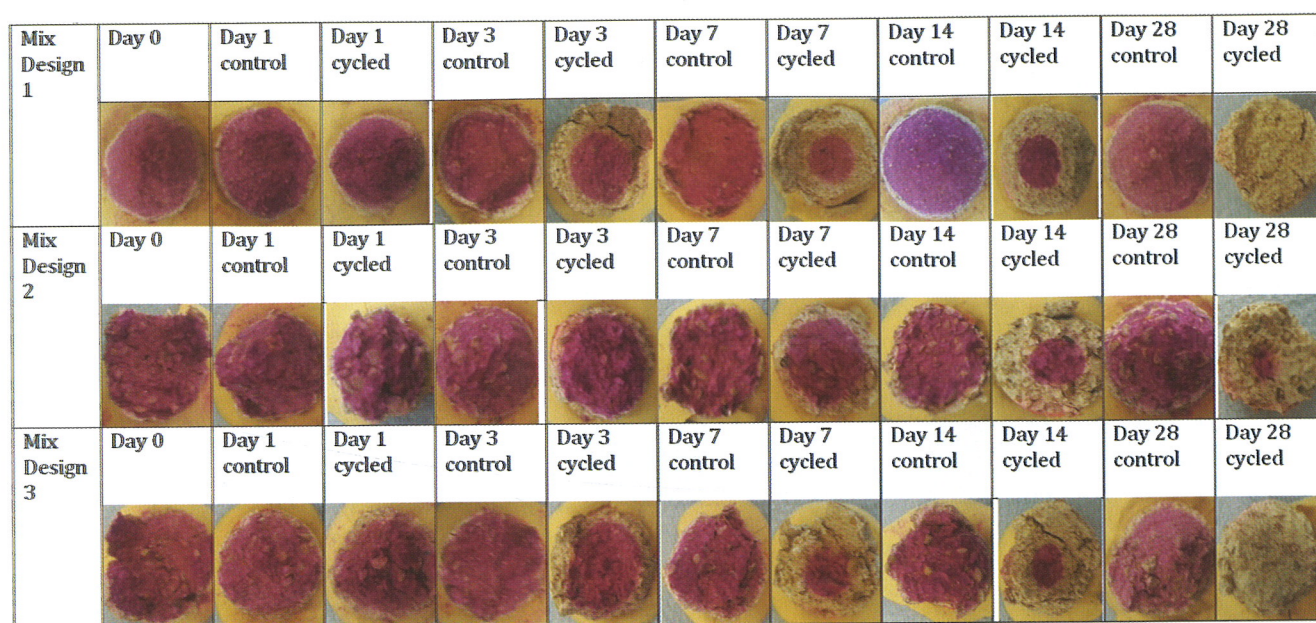 Mix Design 1
Day 0
Day 1 control
Day 1 cycled
Day 3 control
Day 3 cycled
Day 7 control
Day 7 cycled
Day 14 control
Day 14 cycled
Day 28 control
Day 28 cycled
Mix Design 2
Day 0
Day 1 control
Day 1 cycled
Day 3 control
Day 3 cycled
Day 7 control
Day 7 cycled
Day 14 control
Day 14 cycled
Day 28 control
Day 28 cycled
Mix Design 3
Day 0
Day 1 control
Day 1 cycled
Day 3 control
Day 3 cycled
Day 7 control
Day 7 cycled
Day 14 control
Day 14 cycled
Day 28 control
Day 28 cycled